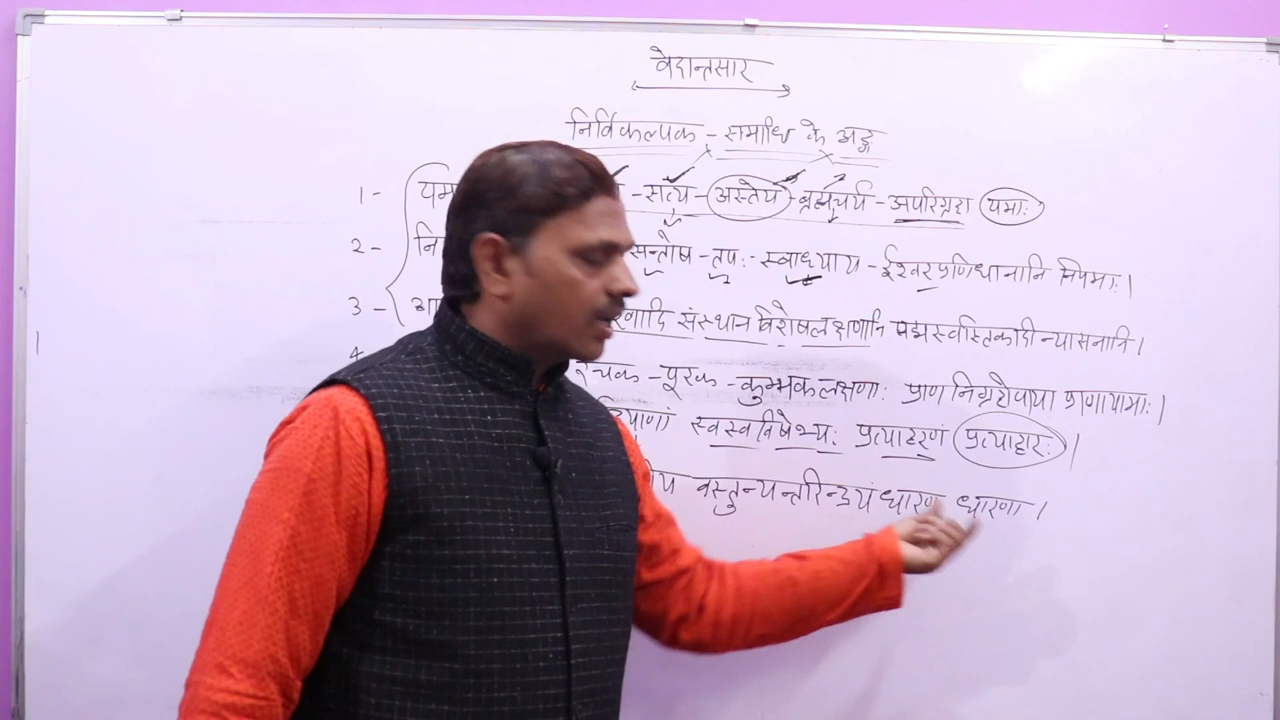 वेदान्तसार
निर्विकल्पक - समाधि के अङ्ग
1 - यम - सत्य - अस्तेय - ब्रह्मचर्य - अपरिग्रहा यमाः
2 - नि सन्तोष - तपः - स्वाध्याय - ईश्वरप्रणिधानानि नियमाः।
3 - आ णादि संस्थान विशेषलक्षणानि पद्मस्वस्तिकादीन्यासनानि।
4 रेचक - पूरक - कुम्भकलक्षणाः प्राणनिग्रहोपाया प्राणायामाः।
न्द्रियाणां स्वस्वविषेभ्यः प्रत्याहरणं प्रत्याहारः।
तीय वस्तुन्यन्तरिन्द्रियं धारणं धारणा।